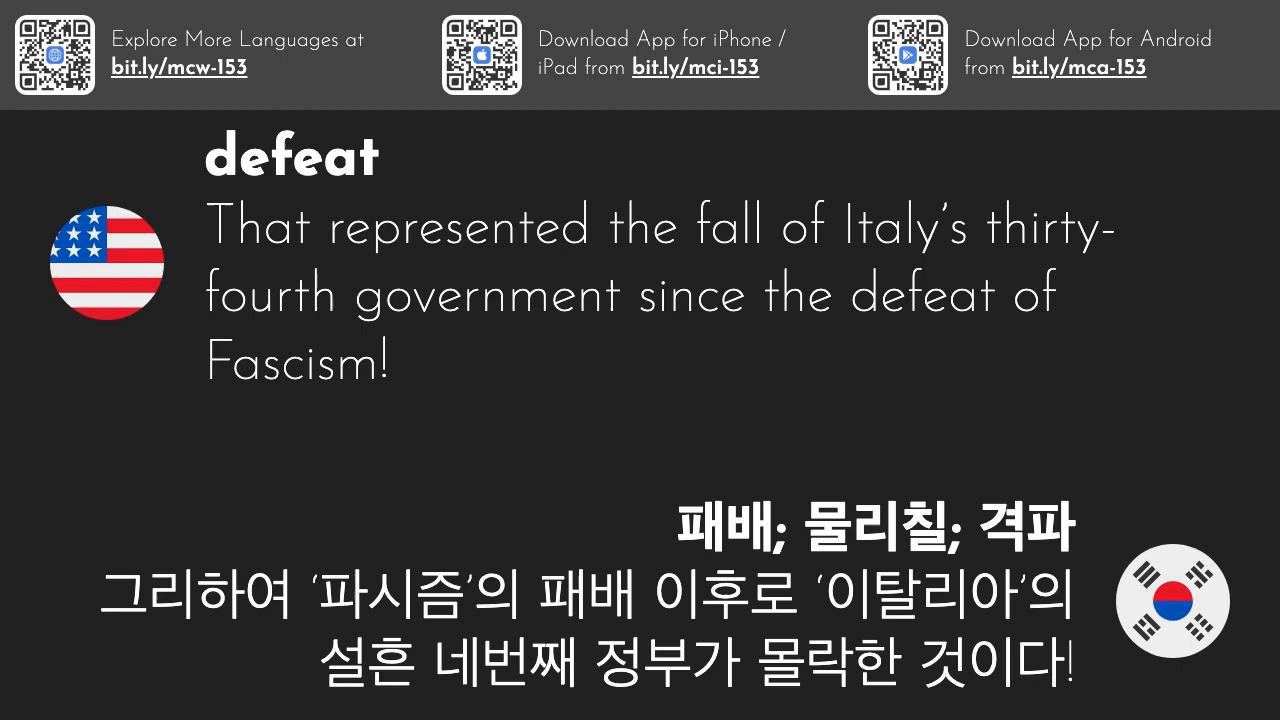 Explore More Languages at
bit.ly/mcw-153
Download App for iPhone /
iPad from bit.ly/mci-153
Download App for Android
from bit.ly/mca-153
defeat
That represented the fall of Italy’s thirty-
fourth government since the defeat of
Fascism!
패배; 물리칠; 격파
그리하여 ‘파시즘’의 패배 이후로 ‘이탈리아’의
설흔 네번째 정부가 몰락한 것이다!